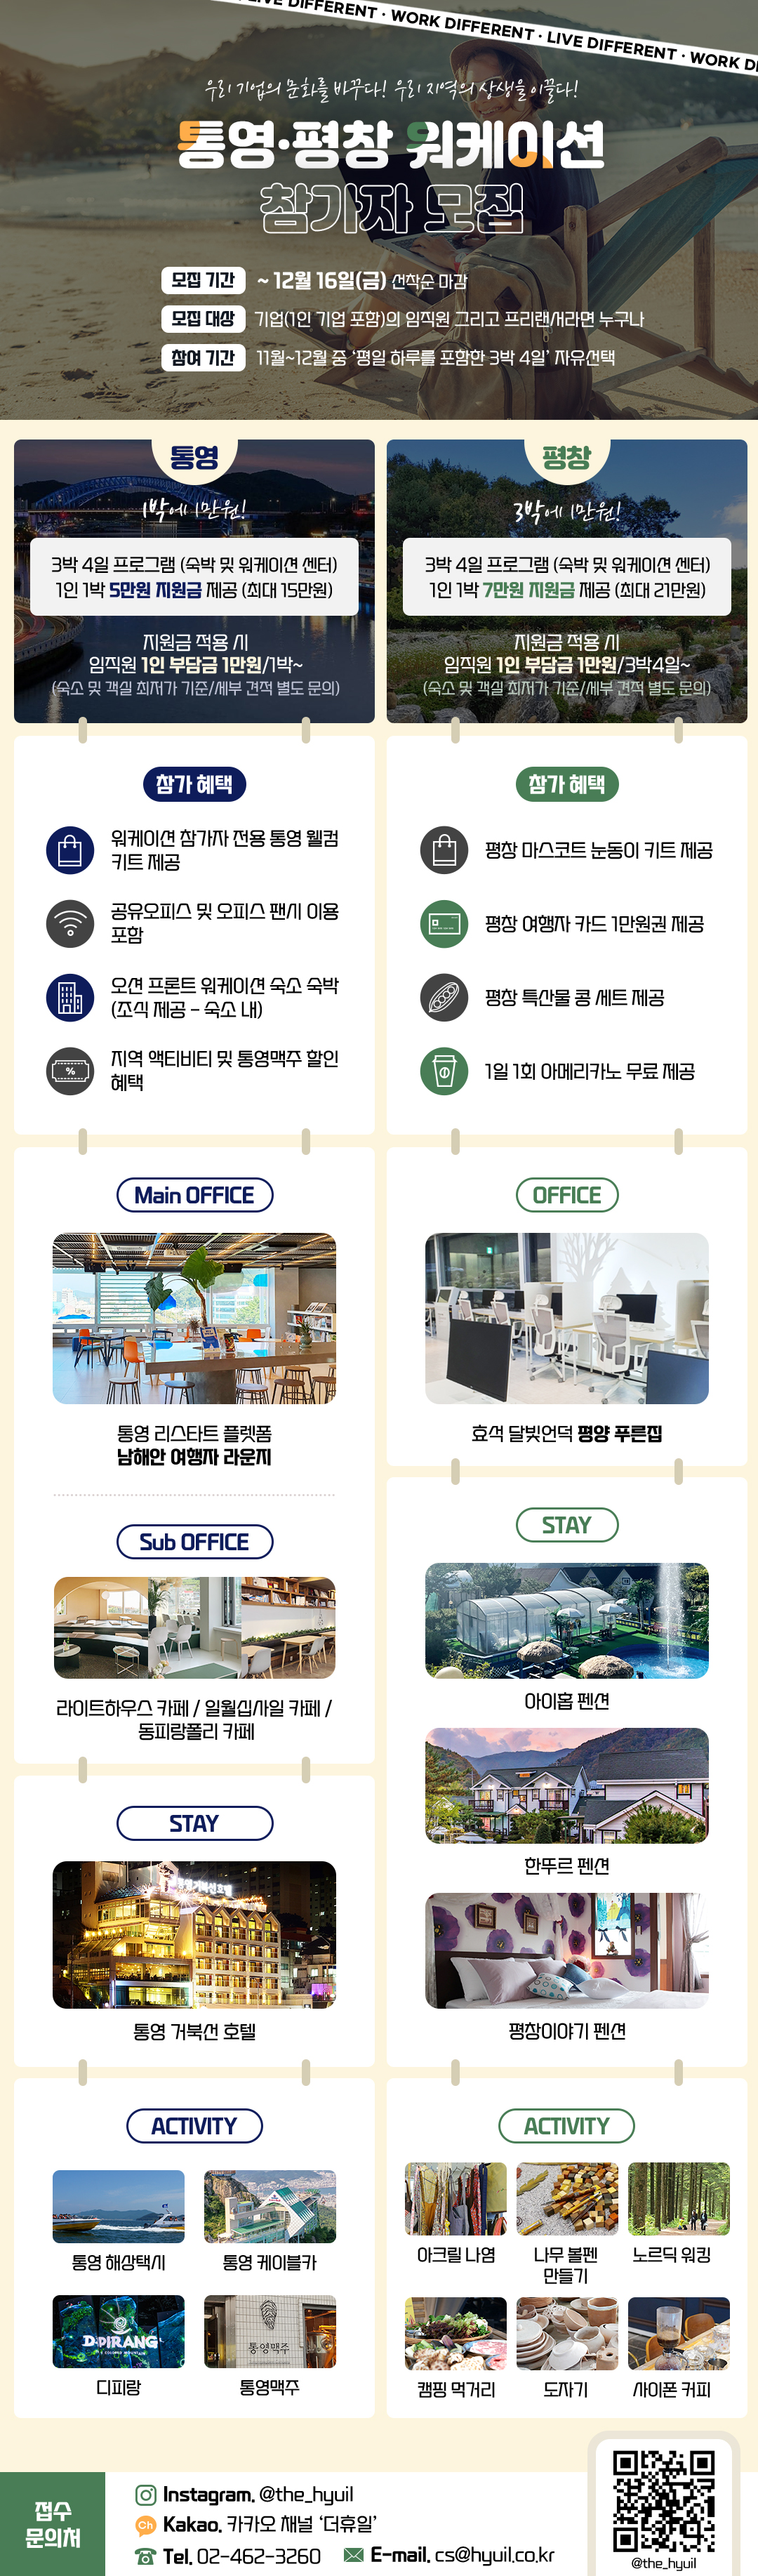 LIVE DIFFERENT · WORK DIFFERENT · LIVE DIFFERENT · WORK
우리 기업의 문화를 바꾸다! 우리 지역의 상생을 이끌다!
통영·평창 워케이션
참가자 모집
모집 기간 ~ 12월 16일(금) 선착순 마감
모집 대상 기업(1인 기업 포함)의 임직원 그리고 프리랜서라면 누구나
참여 기간 11월~12월 중 ‘평일 하루를 포함한 3박 4일’ 자유선택
통영
1박에 1만원!
3박 4일 프로그램 (숙박 및 워케이션 센터)
1인 1박 5만원 지원금 제공 (최대 15만원)
지원금 적용 시
임직원 1인 부담금 1만원/1박~
(숙소 및 객실 최저가 기준/세부 견적 별도 문의)
평창
3박에 1만원!
3박 4일 프로그램 (숙박 및 워케이션 센터)
1인 1박 7만원 지원금 제공 (최대 21만원)
지원금 적용 시
임직원 1인 부담금 1만원/3박4일~
(숙소 및 객실 최저가 기준/세부 견적 별도 문의)
참가 혜택
워케이션 참가자 전용 통영 웰컴
키트 제공
공유오피스 및 오피스 팬시 이용
포함
오션 프론트 워케이션 숙소 숙박
(조식 제공 - 숙소 내)
%
지역 액티비티 및 통영맥주 할인
혜택
참가 혜택
평창 마스코트 눈동이 키트 제공
평창 여행자 카드 1만원권 제공
평창 특산물 콩 세트 제공
1일 1회 아메리카노 무료 제공
Main OFFICE
통영 리스타트 플랫폼
남해안 여행자 라운지
Sub OFFICE
라이트하우스 카페 / 일월십사일 카페 /
동피랑폴리 카페
STAY
통영거북선호텔
통영 거북선 호텔
OFFICE
효석 달빛언덕 평양 푸른집
STAY
아이홉 펜션
한뚜르 펜션
평창이야기 펜션
ACTIVITY
통영 해상택시
통영 케이블카
DPIRANG
디피랑
통영맥주
통영맥주
ACTIVITY
아크릴 나염
나무 볼펜
만들기
노르딕 워킹
캠핑 먹거리
도자기
사이폰 커피
접수
문의처
Instagram. @the_hyuil
Ch Kakao. 카카오 채널 ‘더휴일’
Tel. 02-462-3260
E-mail. cs@hyuil.co.kr
@the_hyuil